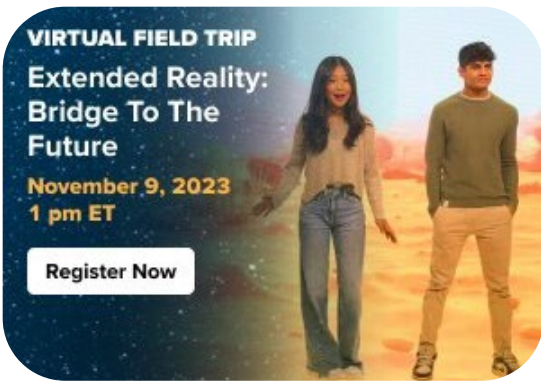 VIRTUAL FIELD TRIP
Extended Reality:
Bridge To The
Future
November 9, 2023
1 pm ET
Register Now